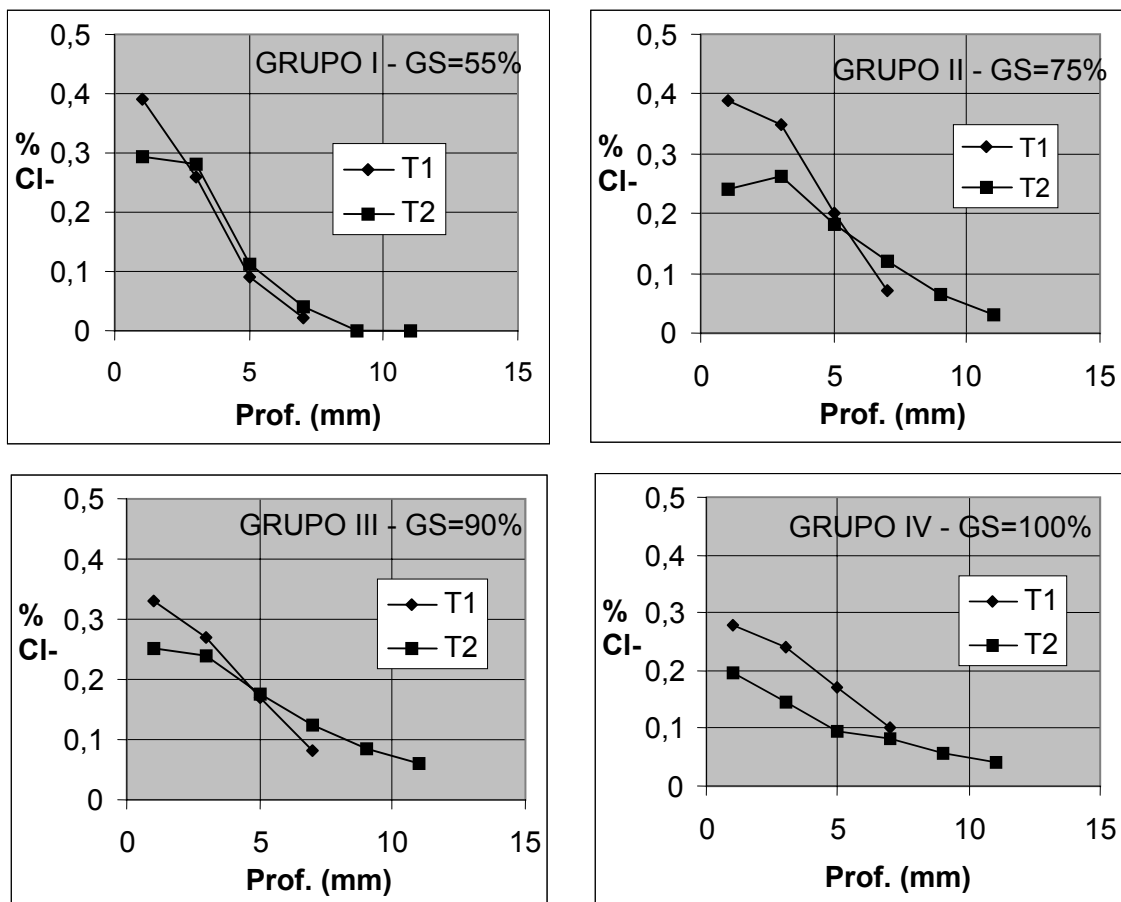 GRUPO I - GS=55%
0,5
0,4
0,3
0,2
0,1
0
%
Cl-
T1
T2
0 5 10 15
Prof. (mm)
GRUPO II - GS=75%
0,5
0,4
0,3
0,2
0,1
0
%
Cl-
T1
T2
0 5 10 15
Prof. (mm)
GRUPO III - GS=90%
0,5
0,4
0,3
0,2
0,1
0
%
Cl-
T1
T2
0 5 10 15
Prof. (mm)
GRUPO IV - GS=100%
0,5
0,4
0,3
0,2
0,1
0
%
Cl-
T1
T2
0 5 10 15
Prof. (mm)